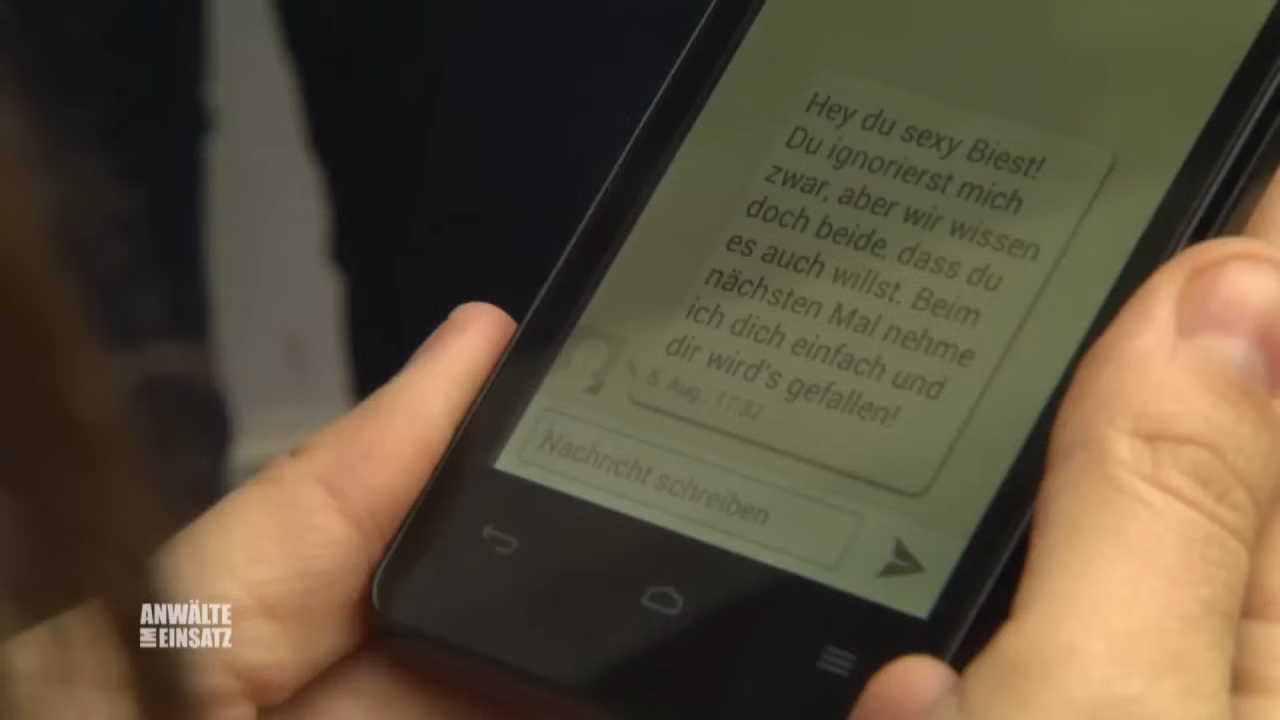 Hey du sexy Biest!
Du ignorierst mich
zwar, aber wir wissen
doch beide, dass du
es auch willst. Beim
nächsten Mal nehme
ich dich einfach und
dir wird's gefallen!
5. Aug., 17:32
Nachricht schreiben
ANWÄLTE
IM EINSATZ